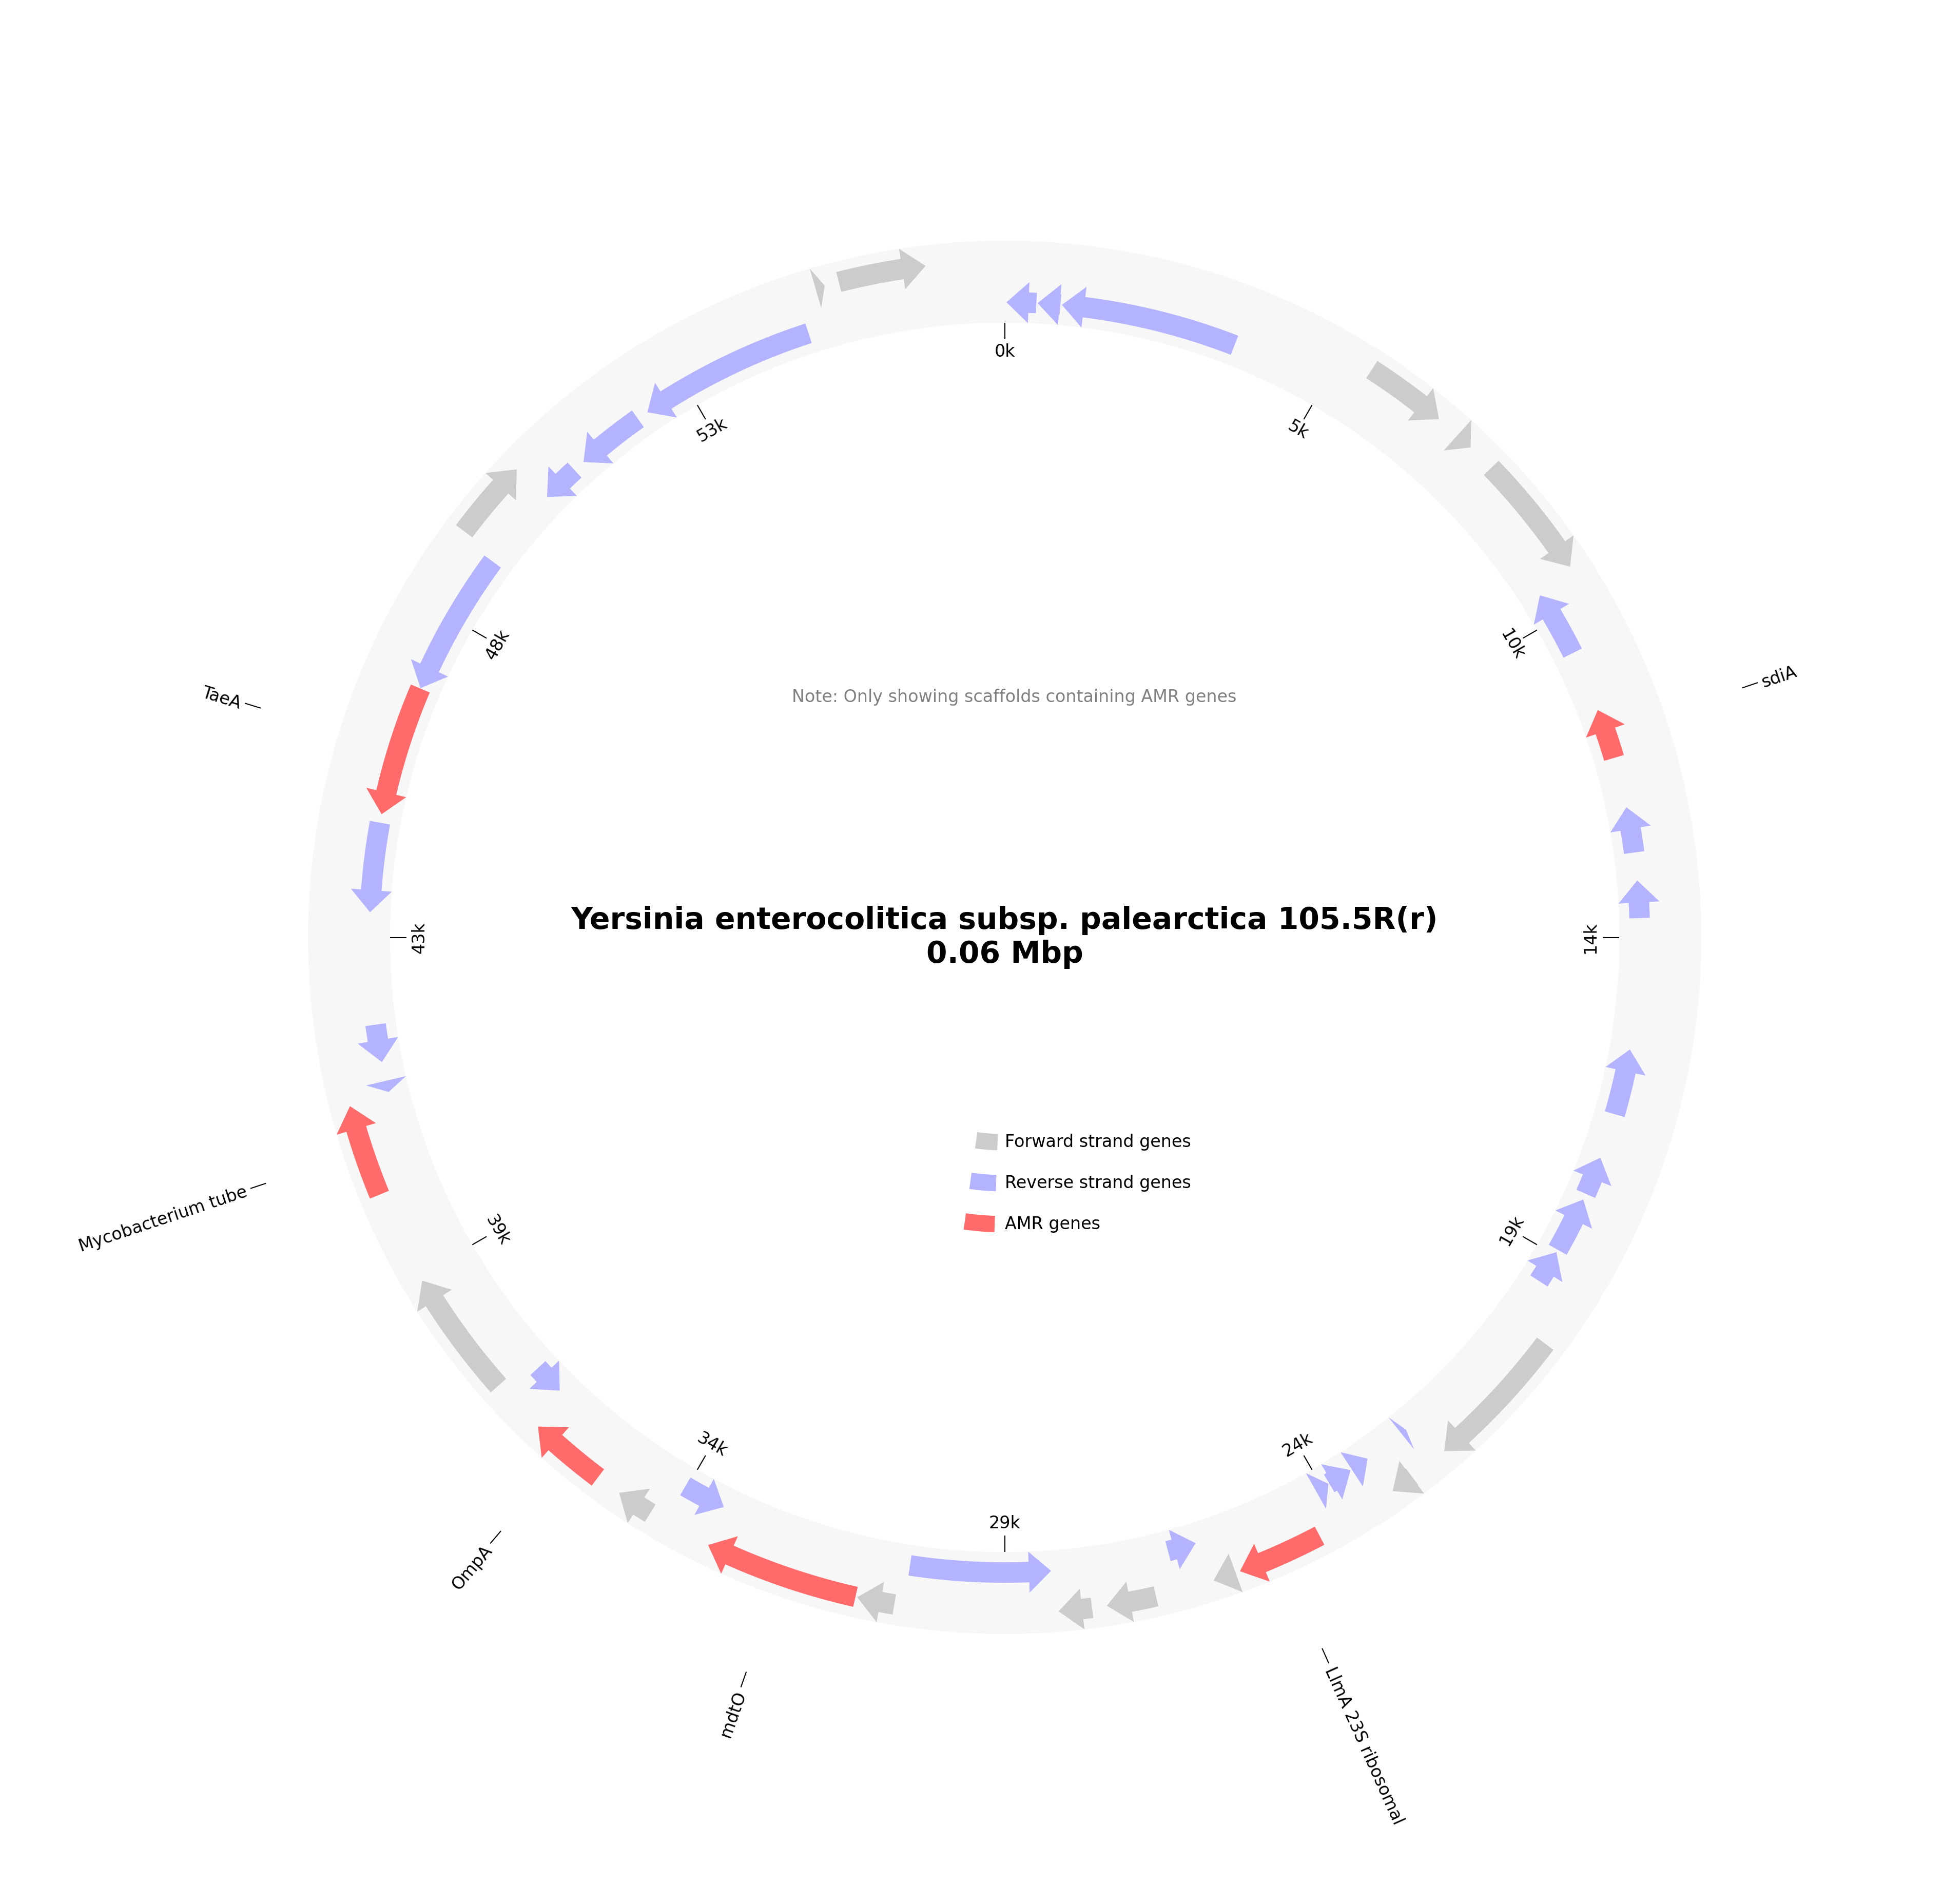 0k
53k
5k
48k
10k
TaeA
sdiA
Note: Only showing scaffolds containing AMR genes
Yersinia enterocolitica subsp. palearctica 105.5R(r)
0.06 Mbp
43k
14k
Forward strand genes
Reverse strand genes
AMR genes
Mycobacterium tube
39k
19k
34k
24k
29k
OmpA
mdtO
LlmA 23S ribosomal